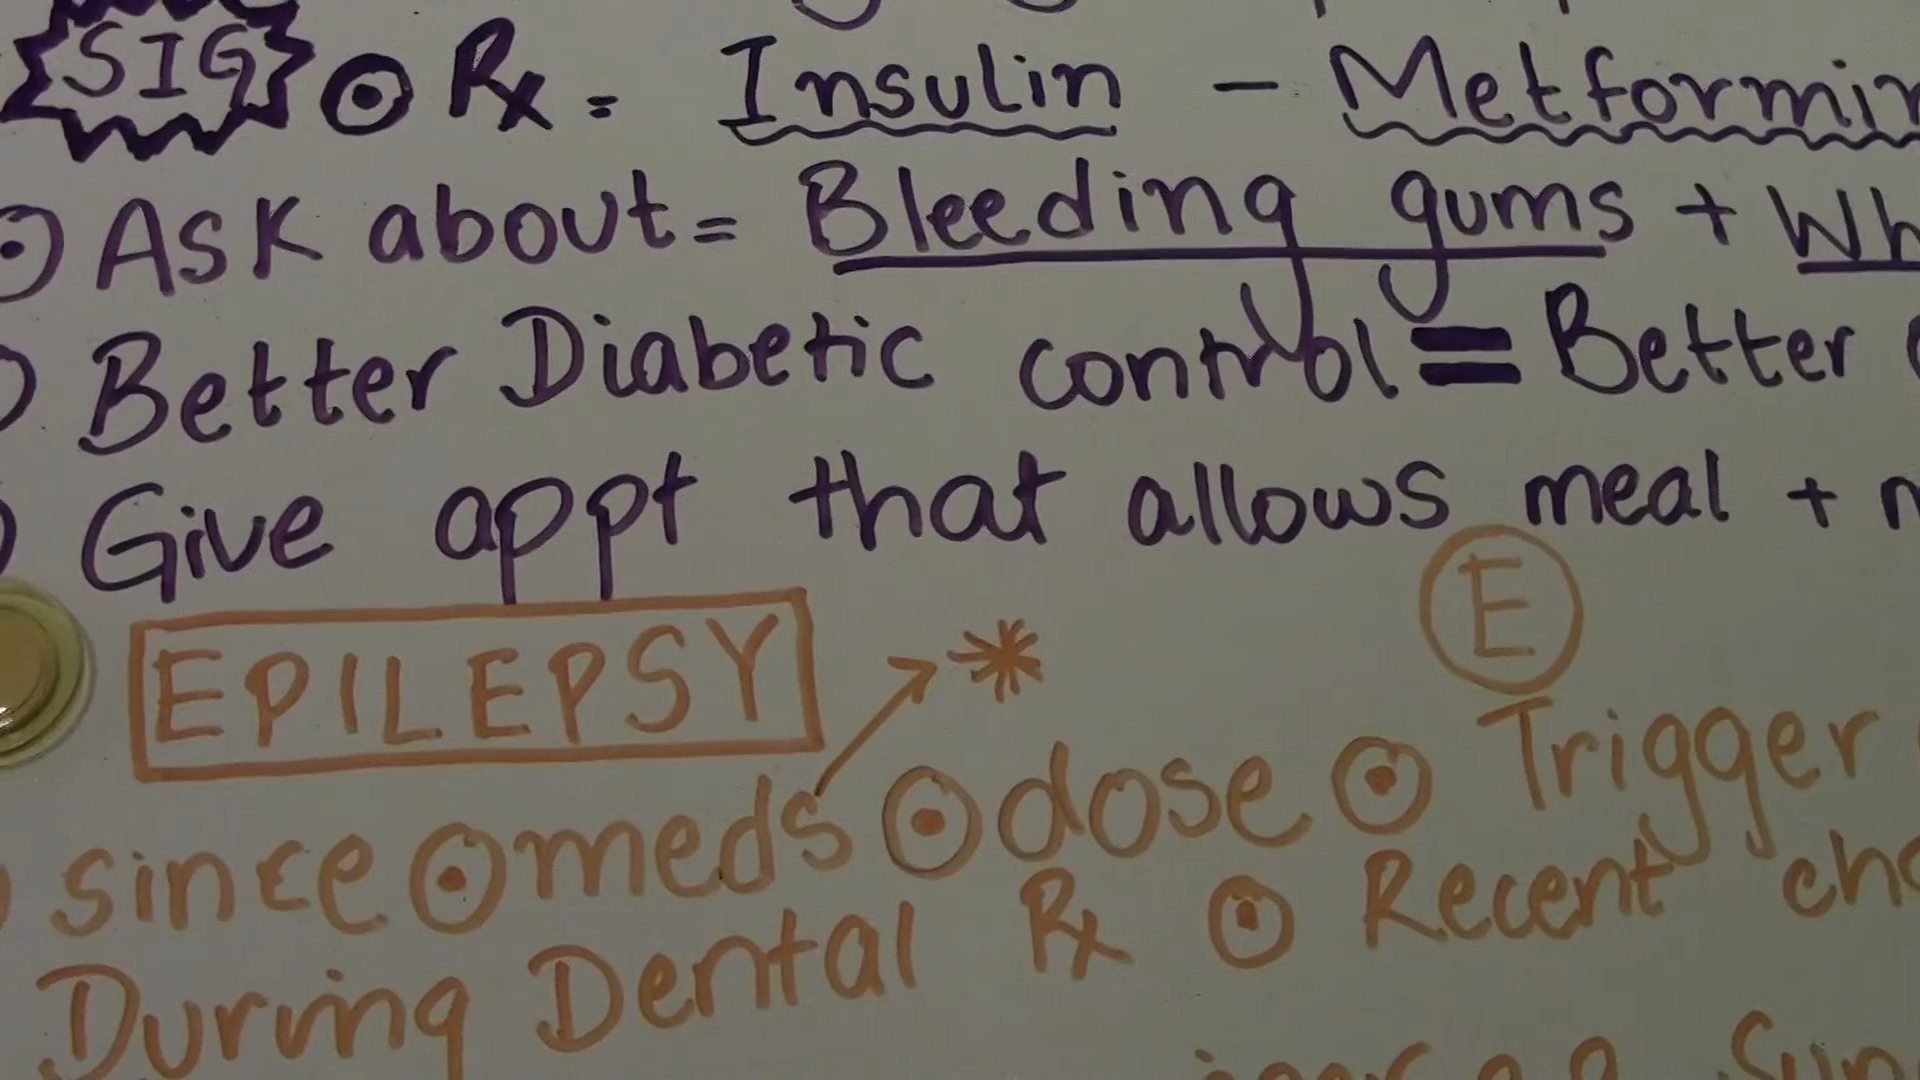 SIG ⊙ Rx = Insulin - Metformin
⊙ Ask about = Bleeding gums + Wh
Better Diabetic control = Better
Give appt that allows meal +
E
EPILEPSY → *
since ⊙ meds ⊙ dose ⊙ Trigger
During Dental Rx ⊙ Recent